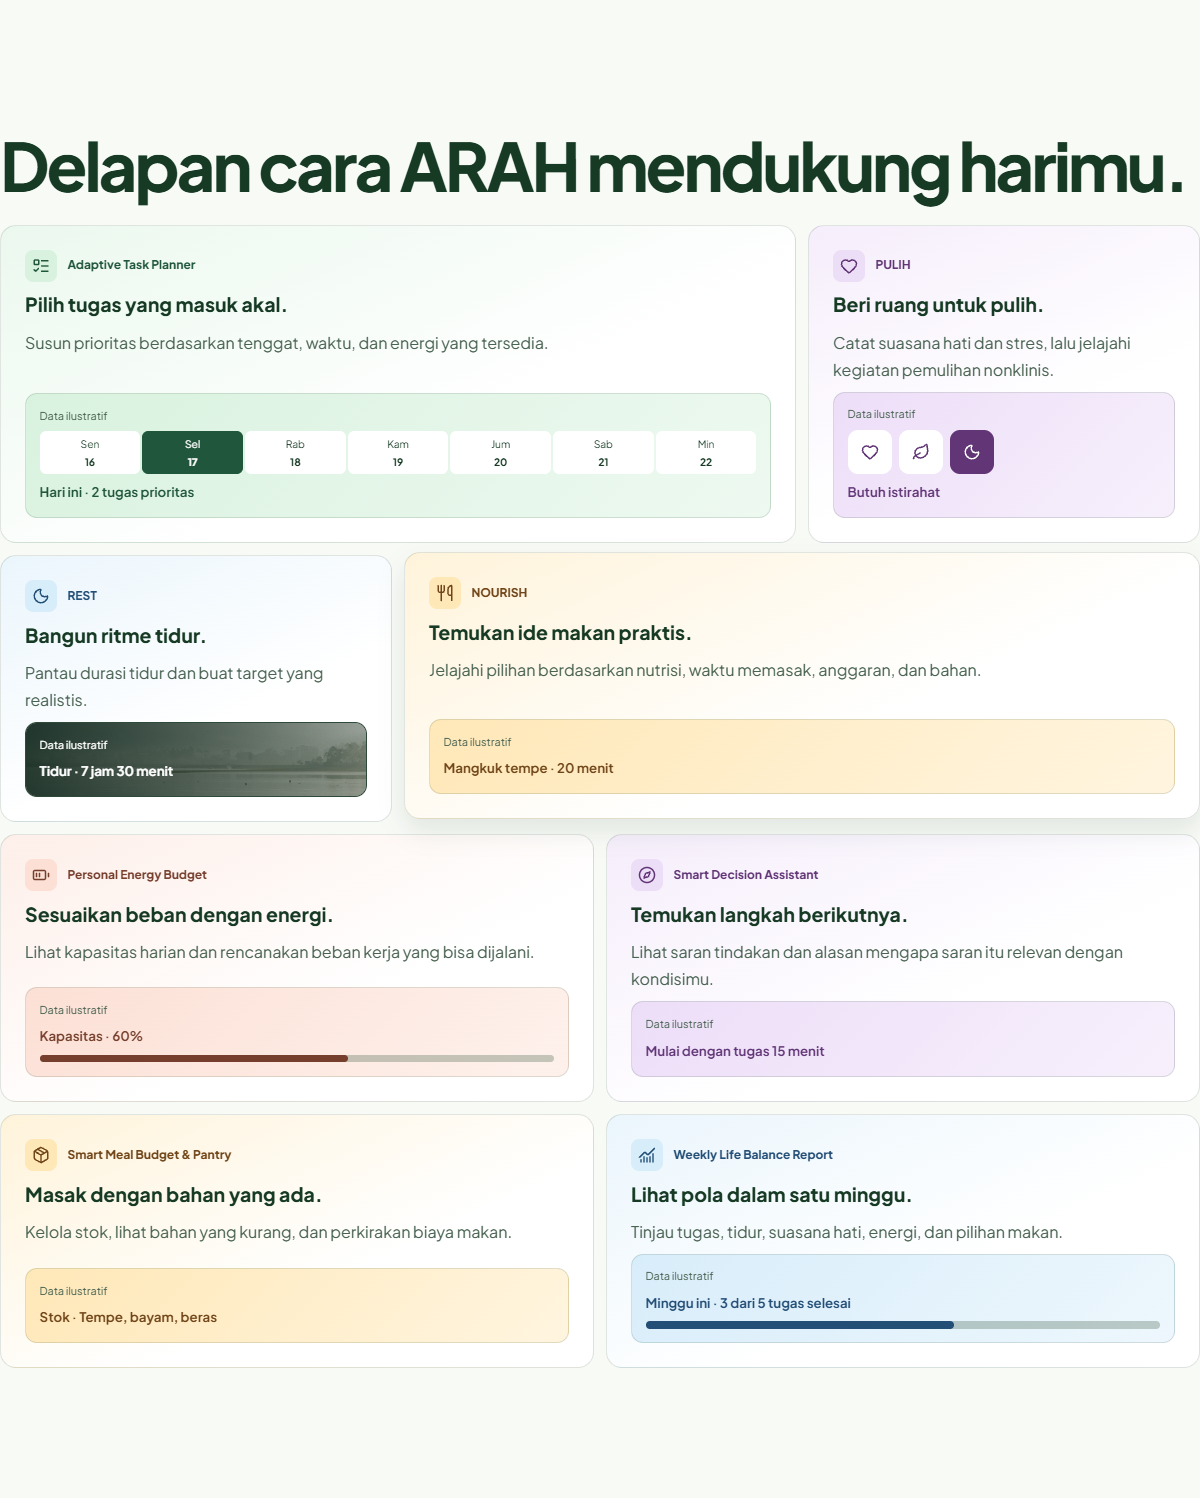 Delapan cara ARAH mendukung harimu.
Adaptive Task Planner
Pilih tugas yang masuk akal.
Susun prioritas berdasarkan tenggat, waktu, dan energi yang tersedia.
Data ilustratif
Sen Sel Rab Kam Jum Sab Min
16 17 18 19 20 21 22
Hari ini · 2 tugas prioritas
PULIH
Beri ruang untuk pulih.
Catat suasana hati dan stres, lalu jelajahi
kegiatan pemulihan nonklinis.
Data ilustratif
Butuh istirahat
REST
Bangun ritme tidur.
Pantau durasi tidur dan buat target yang
realistis.
Data ilustratif
Tidur · 7 jam 30 menit
NOURISH
Temukan ide makan praktis.
Jelajahi pilihan berdasarkan nutrisi, waktu memasak, anggaran, dan bahan.
Data ilustratif
Mangkuk tempe · 20 menit
Personal Energy Budget
Sesuaikan beban dengan energi.
Lihat kapasitas harian dan rencanakan beban kerja yang bisa dijalani.
Data ilustratif
Kapasitas · 60%
Smart Decision Assistant
Temukan langkah berikutnya.
Lihat saran tindakan dan alasan mengapa saran itu relevan dengan
kondisimu.
Data ilustratif
Mulai dengan tugas 15 menit
Smart Meal Budget & Pantry
Masak dengan bahan yang ada.
Kelola stok, lihat bahan yang kurang, dan perkirakan biaya makan.
Data ilustratif
Stok · Tempe, bayam, beras
Weekly Life Balance Report
Lihat pola dalam satu minggu.
Tinjau tugas, tidur, suasana hati, energi, dan pilihan makan.
Data ilustratif
Minggu ini · 3 dari 5 tugas selesai